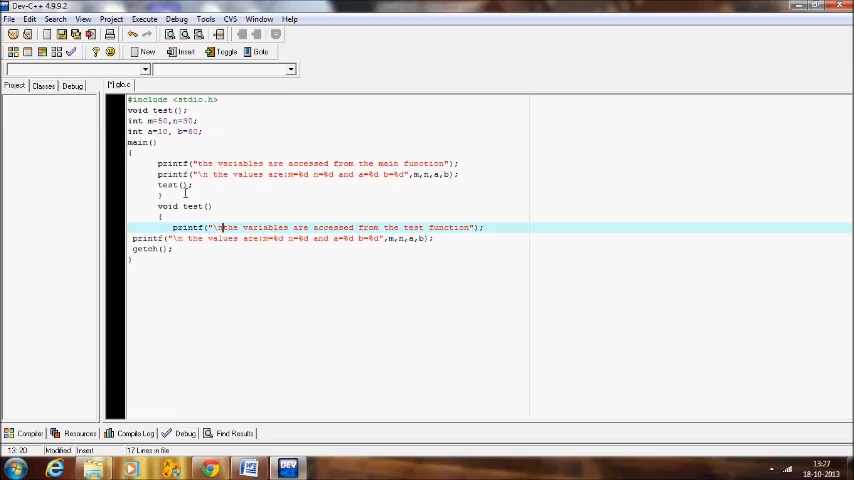 Dev-C++ 4.9.9.2
File Edit Search View Project Execute Debug Tools CVS Window Help
New Insert Toggle Goto
Project Classes Debug [*] glo.c
#include <stdio.h>
void test();
int m=50,n=30;
int a=10, b=80;
main()
{
printf("the variables are accessed from the main function");
printf("\n the values are:m=%d n=%d and a=%d b=%d",m,n,a,b);
test();
}
void test()
{
printf("\nthe variables are accessed from the test function");
printf("\n the values are:m=%d n=%d and a=%d b=%d",m,n,a,b);
getch();
}
Compiler Resources Compile Log Debug Find Results
13: 20 Modified Insert 17 Lines in file
DEV
13:27
18-10-2013